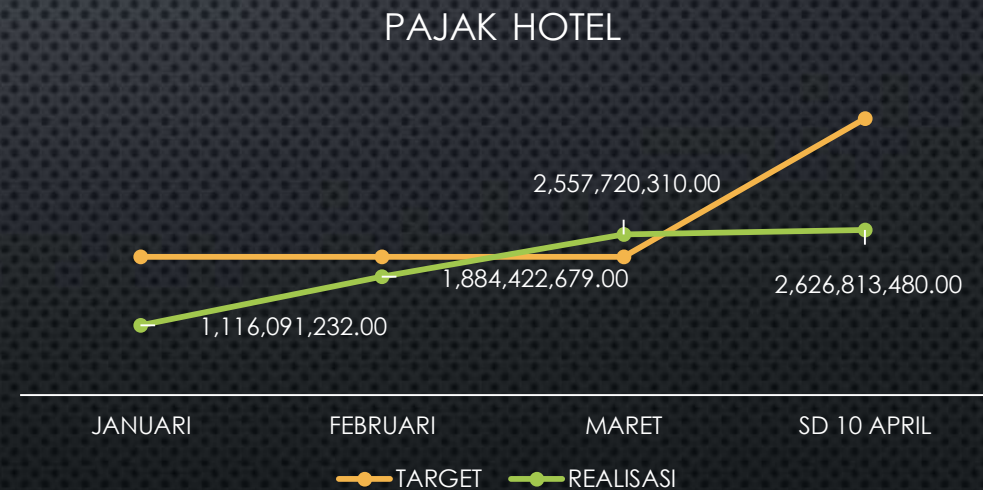 PAJAK HOTEL
2,557,720,310.00
1,884,422,679.00
2,626,813,480.00
1,116,091,232.00
JANUARI FEBRUARI MARET SD 10 APRIL
TARGET REALISASI